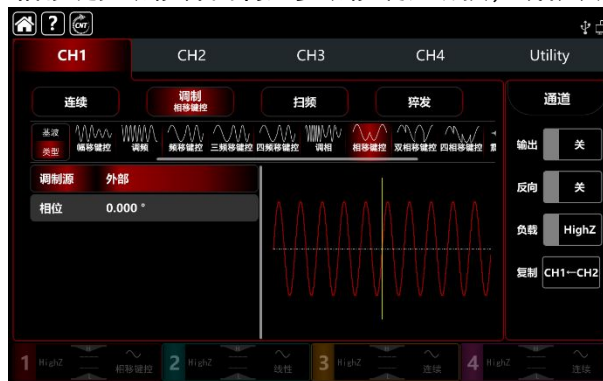 ? CNT
CH1 CH2 CH3 CH4 Utility
连续 调制 扫频 猝发 通道
相移键控
基波
类型 幅移键控 调频 频移键控 三频移键控 四频移键控 调相 相移键控 双相移键控 四相移键控
输出 关
调制源 外部
反向 关
相位 0.000 °
负载 HighZ
复制 CH1←CH2
1 HighZ 相移键控 2 HighZ 线性 3 HighZ 连续 4 HighZ 连续